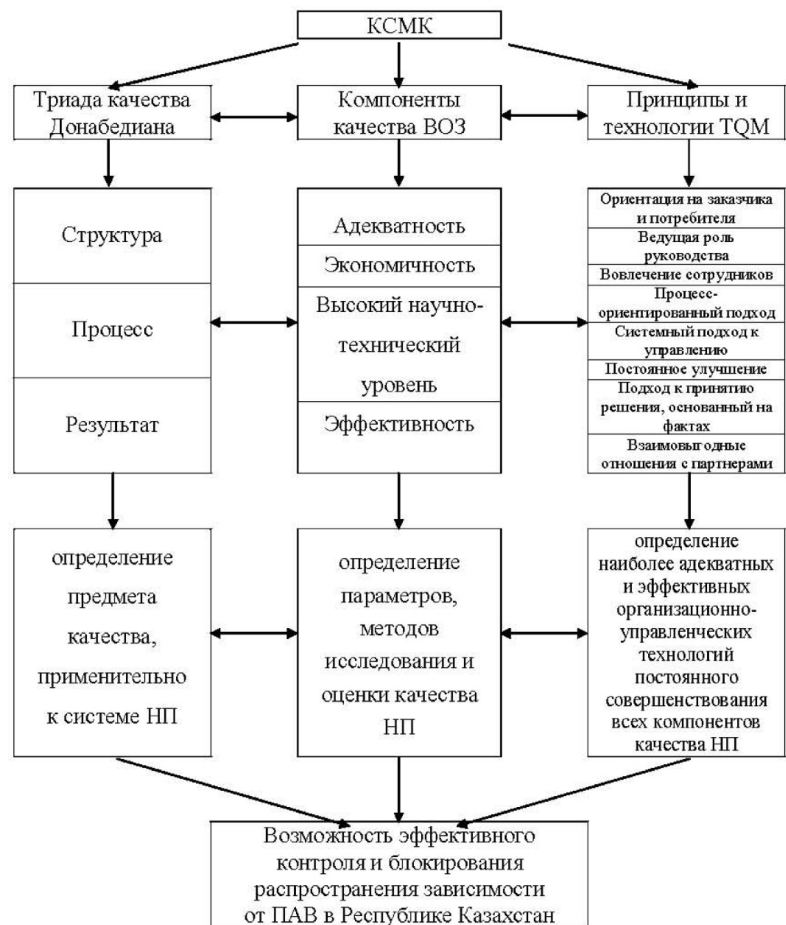 КСМК
Триада качества
Донабедиана
Компоненты
качества ВОЗ
Принципы и
технологии TQM
Структура
Процесс
Результат
Адекватность
Экономичность
Высокий научно-
технический
уровень
Эффективность
Ориентация на заказчика
и потребителя
Ведущая роль
руководства
Вовлечение сотрудников
Процесс-
ориентированный подход
Системный подход к
управлению
Постоянное улучшение
Подход к принятию
решения, основанный на
фактах
Взаимовыгодные
отношения с партнерами
определение
предмета
качества,
применительно
к системе НП
определение
параметров,
методов
исследования и
оценки качества
НП
определение
наиболее адекватных
и эффективных
организационно-
управленческих
технологий
постоянного
совершенствования
всех компонентов
качества НП
Возможность эффективного
контроля и блокирования
распространения зависимости
от ПАВ в Республике Казахстан